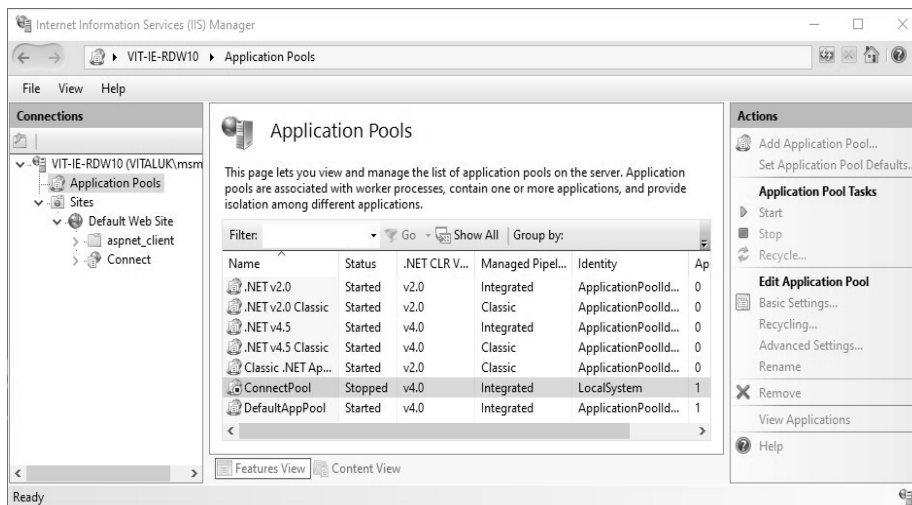 Internet Information Services (IIS) Manager
VIT-IE-RDW10 Application Pools
File View Help
Connections
VIT-IE-RDW10 (VITALUK\msm
Application Pools
Sites
Default Web Site
aspnet_client
Connect
Application Pools
This page lets you view and manage the list of application pools on the server. Application
pools are associated with worker processes, contain one or more applications, and provide
isolation among different applications.
Filter: Go Show All Group by:
Name Status .NET CLR V... Managed Pipel... Identity Ap
.NET v2.0 Started v2.0 Integrated ApplicationPoolId... 0
.NET v2.0 Classic Started v2.0 Classic ApplicationPoolId... 0
.NET v4.5 Started v4.0 Integrated ApplicationPoolId... 0
.NET v4.5 Classic Started v4.0 Classic ApplicationPoolId... 0
Classic .NET Ap... Started v2.0 Classic ApplicationPoolId... 0
ConnectPool Stopped v4.0 Integrated LocalSystem 1
DefaultAppPool Started v4.0 Integrated ApplicationPoolId... 1
Features View Content View
Actions
Add Application Pool...
Set Application Pool Defaults...
Application Pool Tasks
Start
Stop
Recycle...
Edit Application Pool
Basic Settings...
Recycling...
Advanced Settings...
Rename
Remove
View Applications
Help
Ready